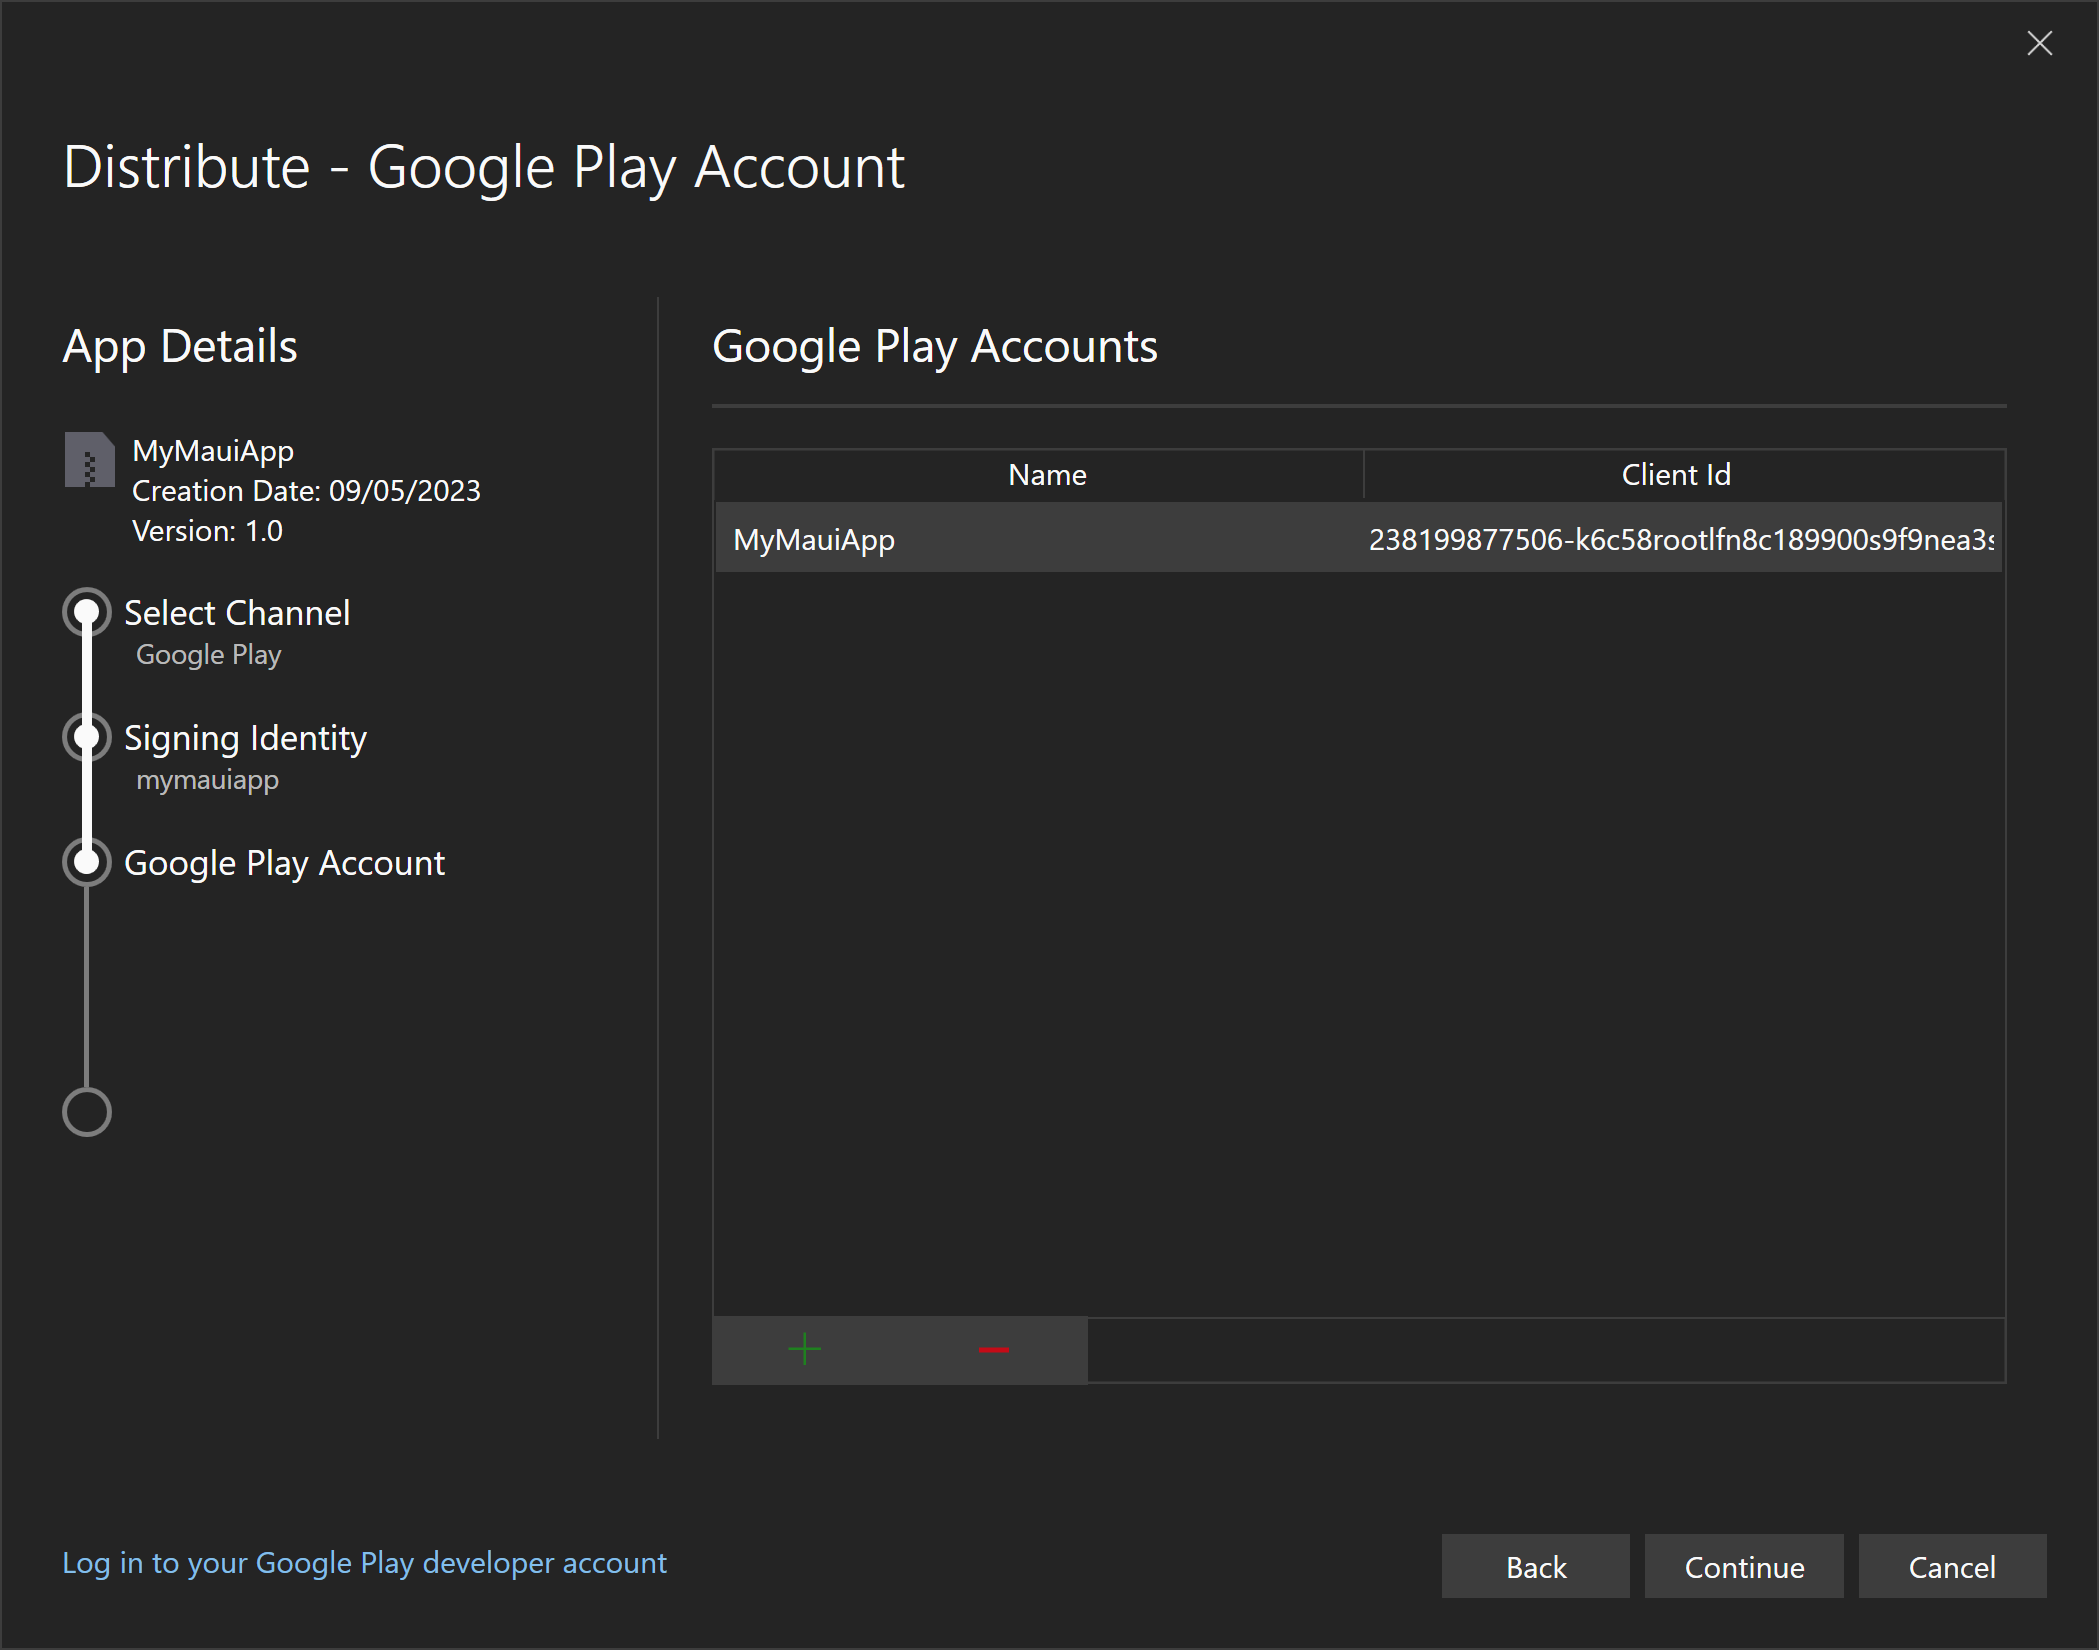 Distribute - Google Play Account
App Details
MyMauiApp
Creation Date: 09/05/2023
Version: 1.0
Select Channel
Google Play
Signing Identity
mymauiapp
Google Play Account
Google Play Accounts
Name Client Id
MyMauiApp 238199877506-k6c58rootlfn8c189900s9f9nea3s
Log in to your Google Play developer account
Back Continue Cancel